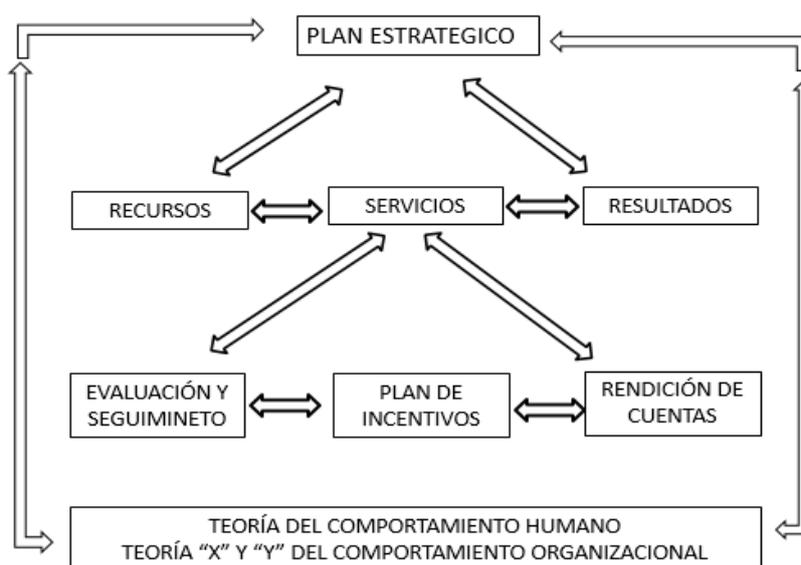 PLAN ESTRATEGICO
RECURSOS
SERVICIOS
RESULTADOS
EVALUACIÓN Y
SEGUIMINETO
PLAN DE
INCENTIVOS
RENDICIÓN DE
CUENTAS
TEORÍA DEL COMPORTAMIENTO HUMANO
TEORÍA “X” Y “Y” DEL COMPORTAMIENTO ORGANIZACIONAL